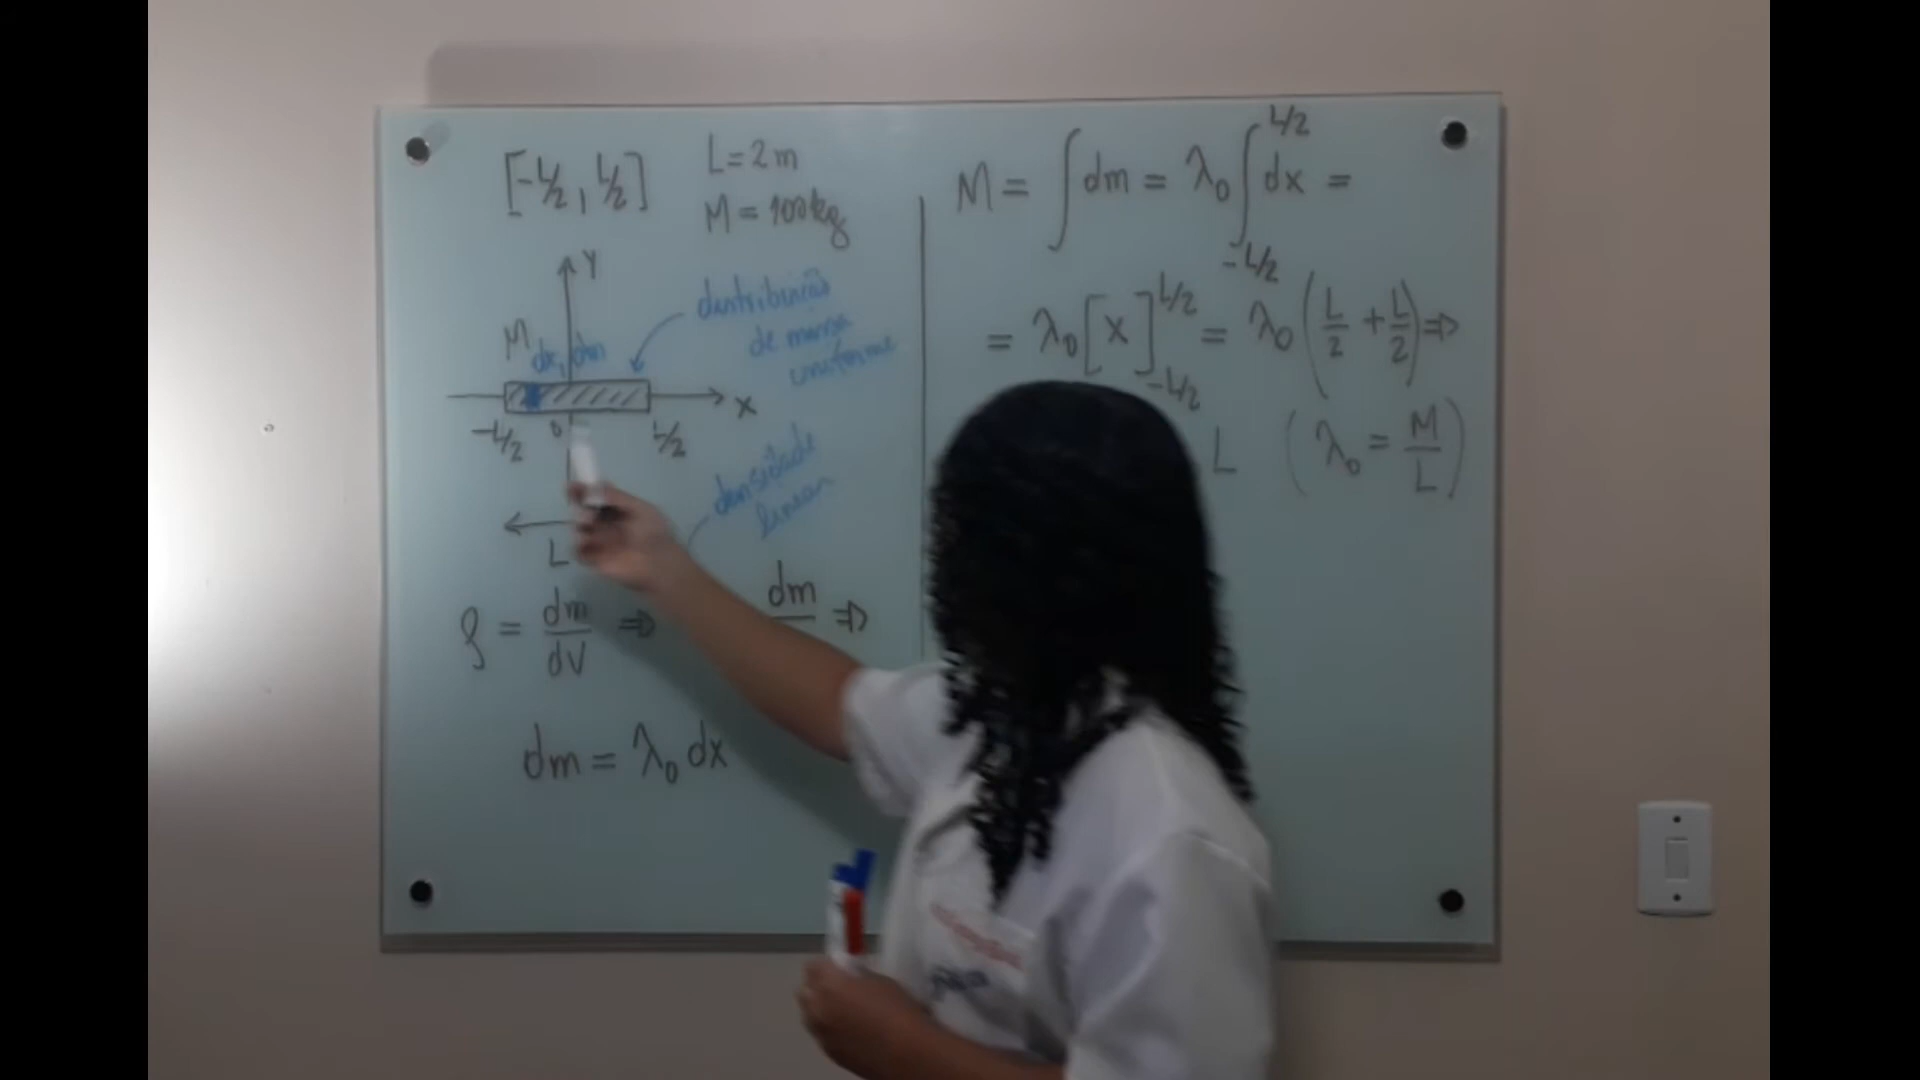 [-L/2, L/2]
L = 2m
M = 100kg
Y
distribuição
de massa
uniforme
M
dx, dm
X
-L/2
0
L/2
densidade
linear
L
ρ = dm/dV ⇒
dm
⇒
dm = λ₀ dx
M = ∫ dm = λ₀ ∫_{-L/2}^{L/2} dx =
= λ₀ [x]_{-L/2}^{L/2} = λ₀ (L/2 + L/2) ⇒
L (λ₀ = M/L)